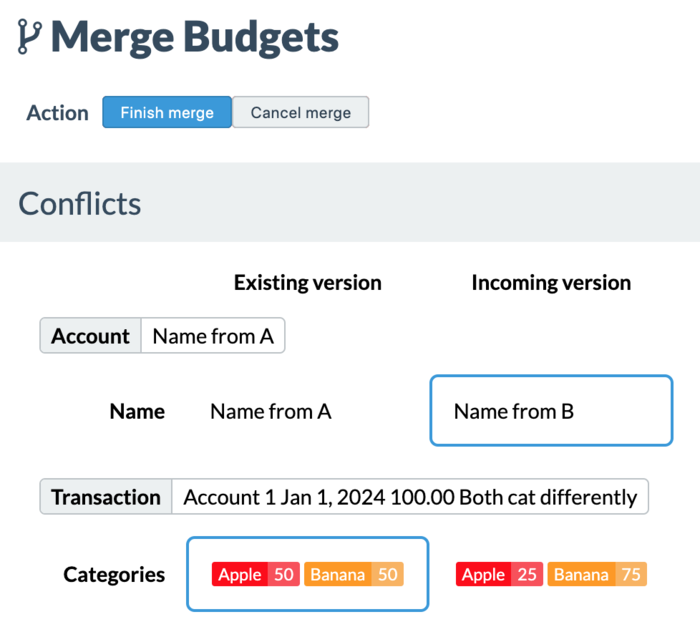 Merge Budgets
Action Finish merge Cancel merge
Conflicts
Existing version Incoming version
Account Name from A
Name Name from A Name from B
Transaction Account 1 Jan 1, 2024 100.00 Both cat differently
Categories Apple 50 Banana 50 Apple 25 Banana 75